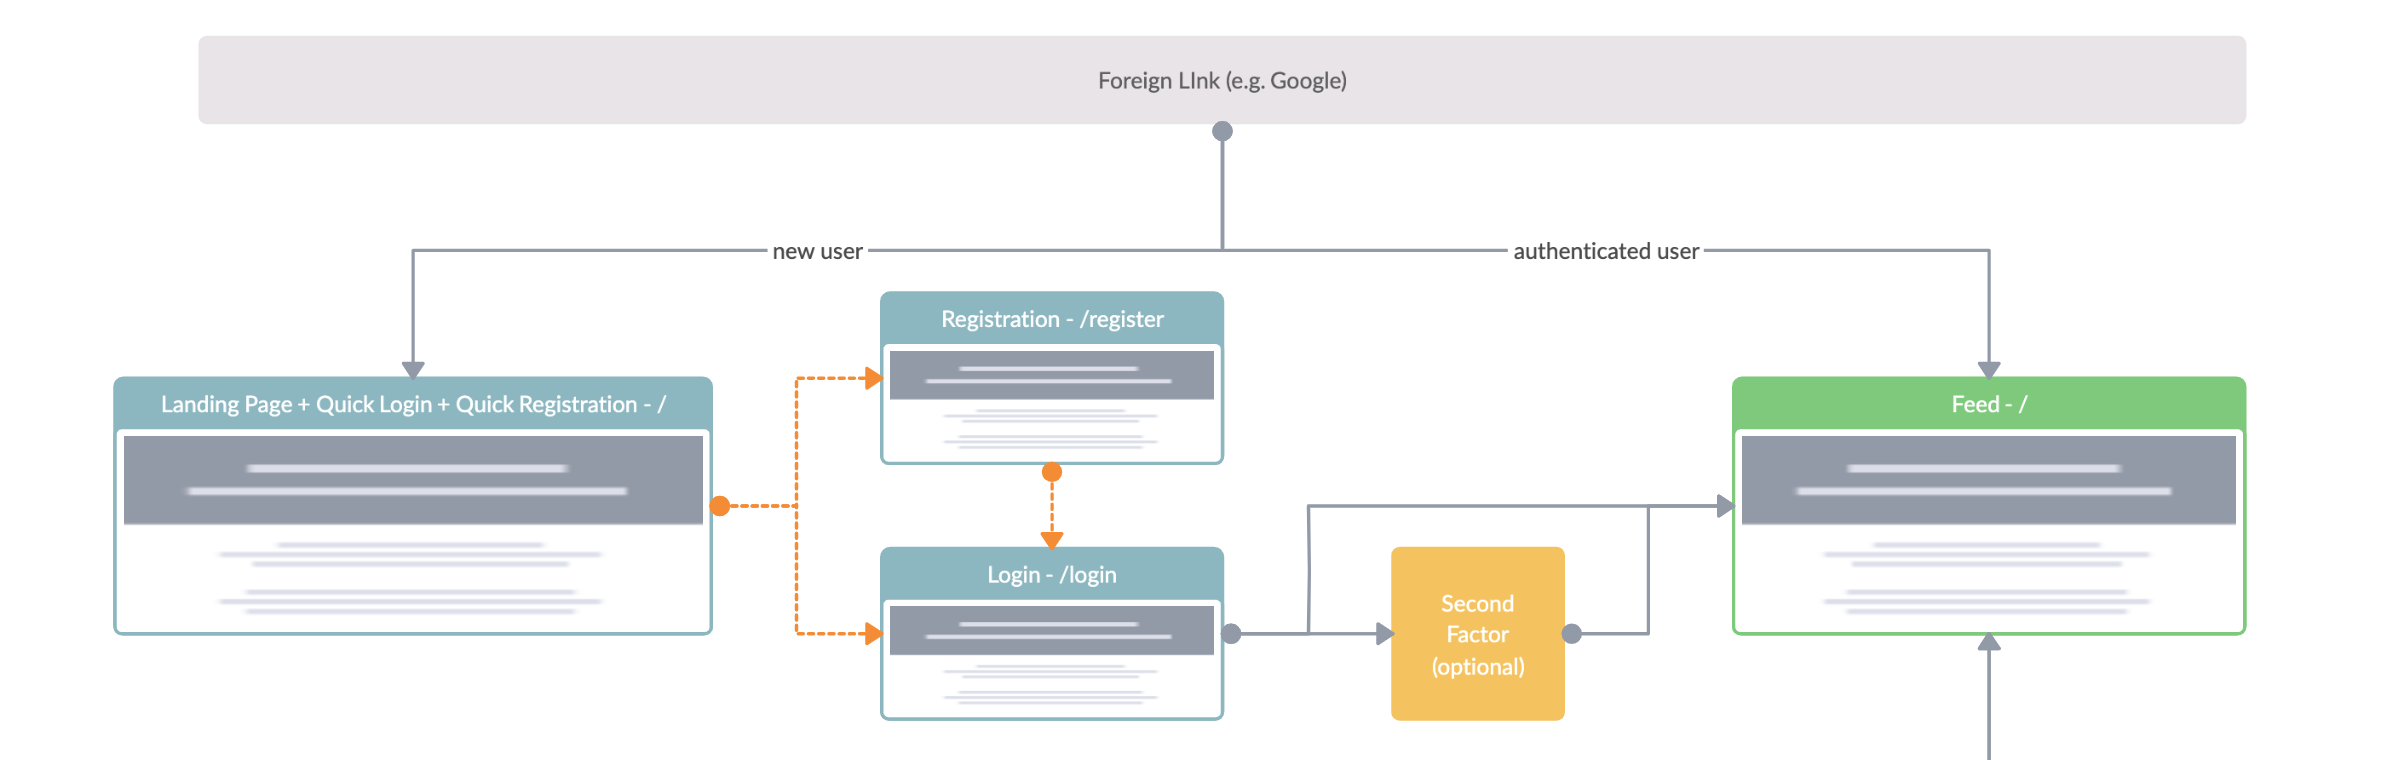 Foreign LInk (e.g. Google)
new user
authenticated user
Registration - /register
Landing Page + Quick Login + Quick Registration - /
Feed - /
Login - /login
Second
Factor
(optional)